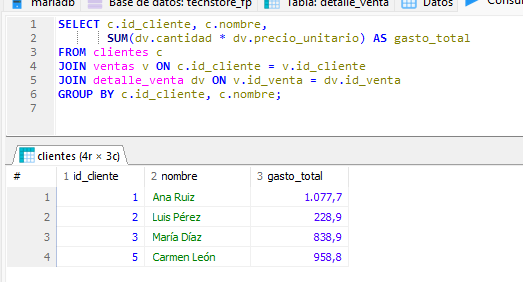 mariadb Base de datos: techstore_fp Tabla: detalle_venta Datos
1 SELECT c.id_cliente, c.nombre,
2 SUM(dv.cantidad * dv.precio_unitario) AS gasto_total
3 FROM clientes c
4 JOIN ventas v ON c.id_cliente = v.id_cliente
5 JOIN detalle_venta dv ON v.id_venta = dv.id_venta
6 GROUP BY c.id_cliente, c.nombre;
7
clientes (4r × 3c)
# 1 id_cliente 2 nombre 3 gasto_total
1 1 Ana Ruiz 1.077,7
2 2 Luis Pérez 228,9
3 3 María Díaz 838,9
4 5 Carmen León 958,8